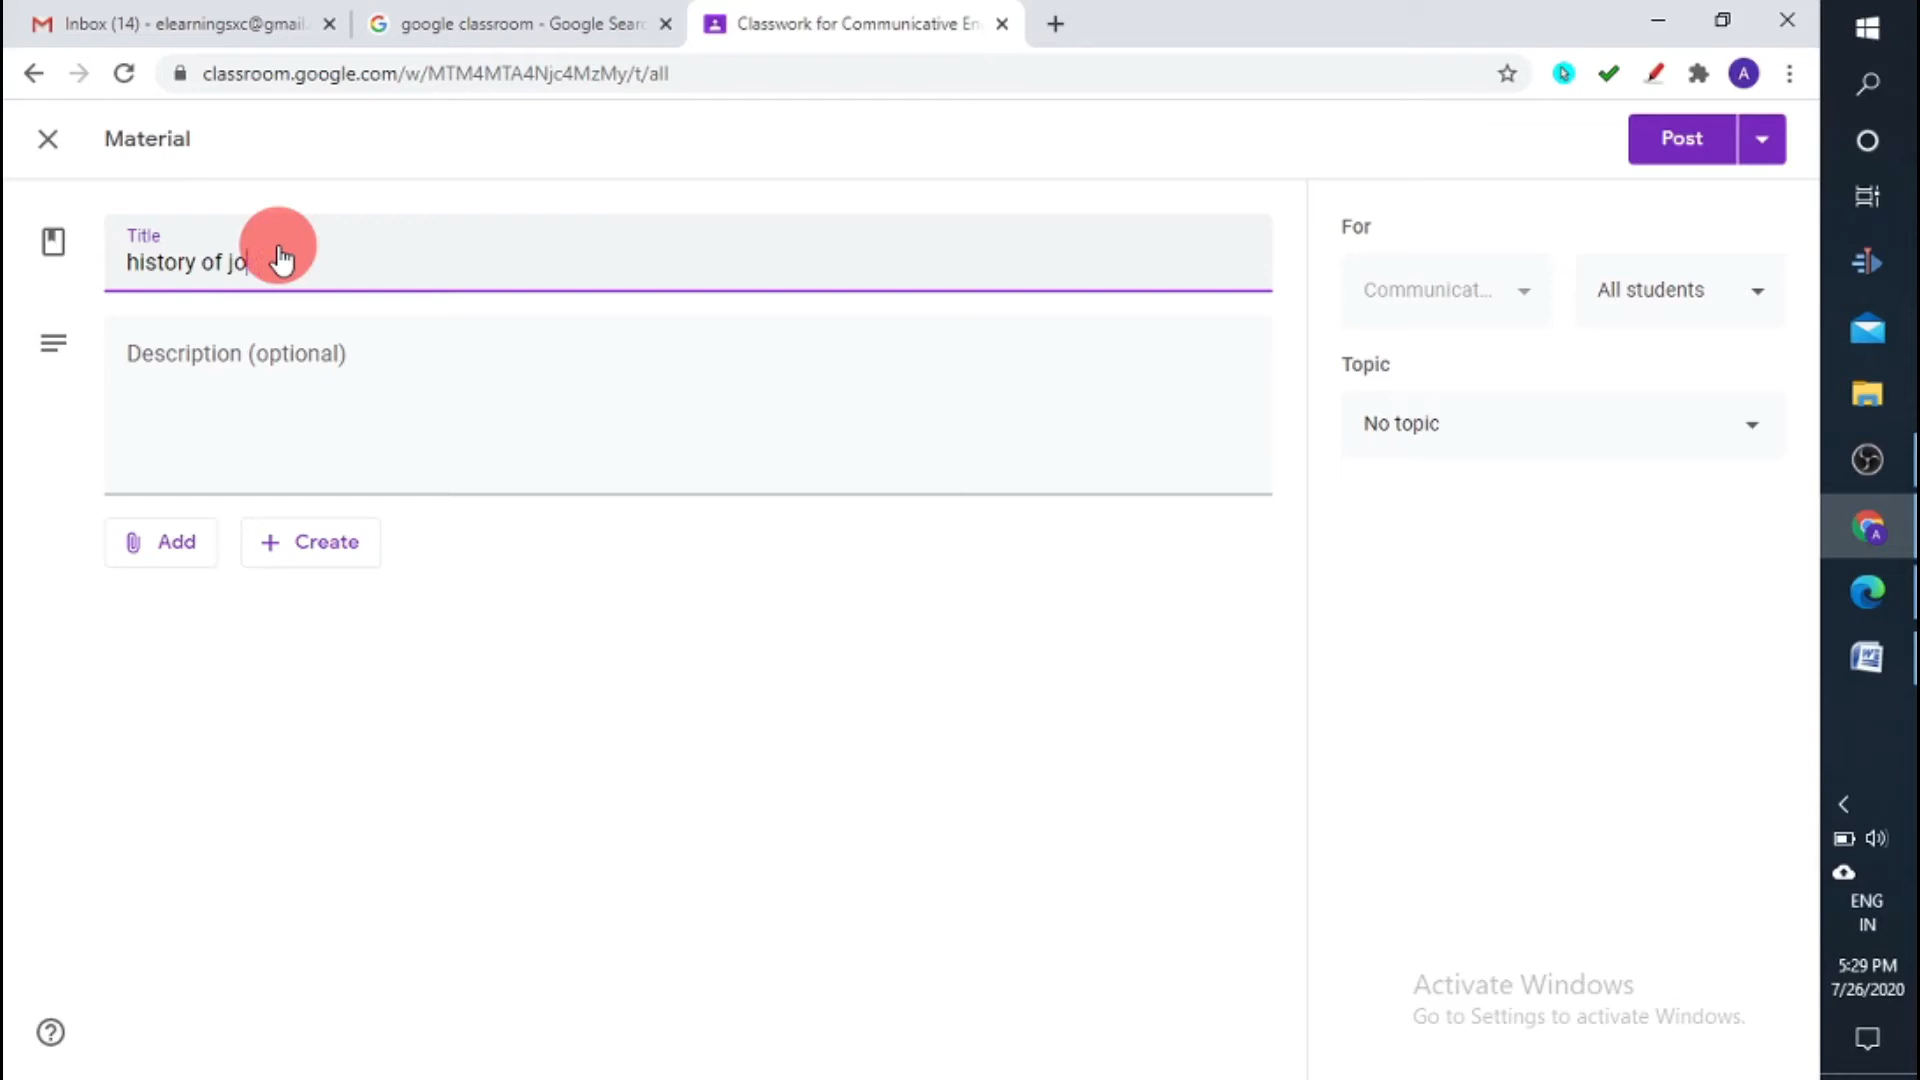 Inbox (14) - elearningsxc@gmail.
google classroom - Google Sear
Classwork for Communicative En
classroom.google.com/w/MTM4MTA4Njc4MzMy/t/all
A
Material
Post
Title
history of jo
Description (optional)
Add
Create
For
Communicat...
All students
Topic
No topic
Activate Windows
Go to Settings to activate Windows.
A
ENG
IN
5:29 PM
7/26/2020